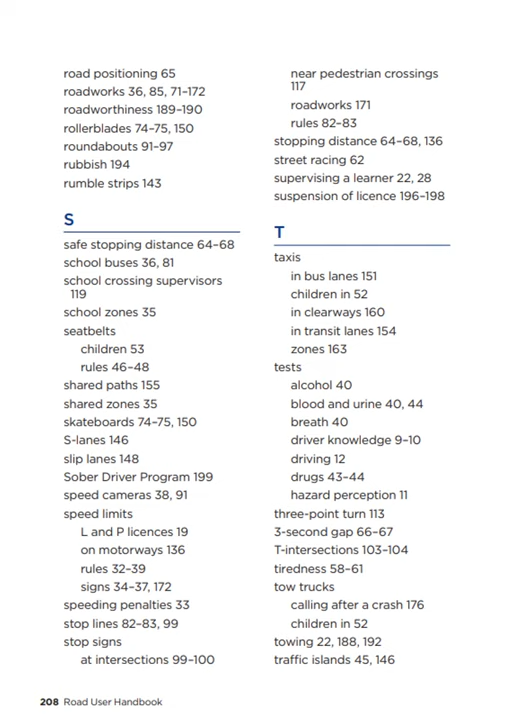 road positioning 65
roadworks 36, 85, 71–172
roadworthiness 189–190
rollerblades 74–75, 150
roundabouts 91–97
rubbish 194
rumble strips 143
S
safe stopping distance 64–68
school buses 36, 81
school crossing supervisors
119
school zones 35
seatbelts
children 53
rules 46–48
shared paths 155
shared zones 35
skateboards 74–75, 150
S-lanes 146
slip lanes 148
Sober Driver Program 199
speed cameras 38, 91
speed limits
L and P licences 19
on motorways 136
rules 32–39
signs 34–37, 172
speeding penalties 33
stop lines 82–83, 99
stop signs
at intersections 99–100
near pedestrian crossings
117
roadworks 171
rules 82–83
stopping distance 64–68, 136
street racing 62
supervising a learner 22, 28
suspension of licence 196–198
T
taxis
in bus lanes 151
children in 52
in clearways 160
in transit lanes 154
zones 163
tests
alcohol 40
blood and urine 40, 44
breath 40
driver knowledge 9–10
driving 12
drugs 43–44
hazard perception 11
three-point turn 113
3-second gap 66–67
T-intersections 103–104
tiredness 58–61
tow trucks
calling after a crash 176
children in 52
towing 22, 188, 192
traffic islands 45, 146
208 Road User Handbook